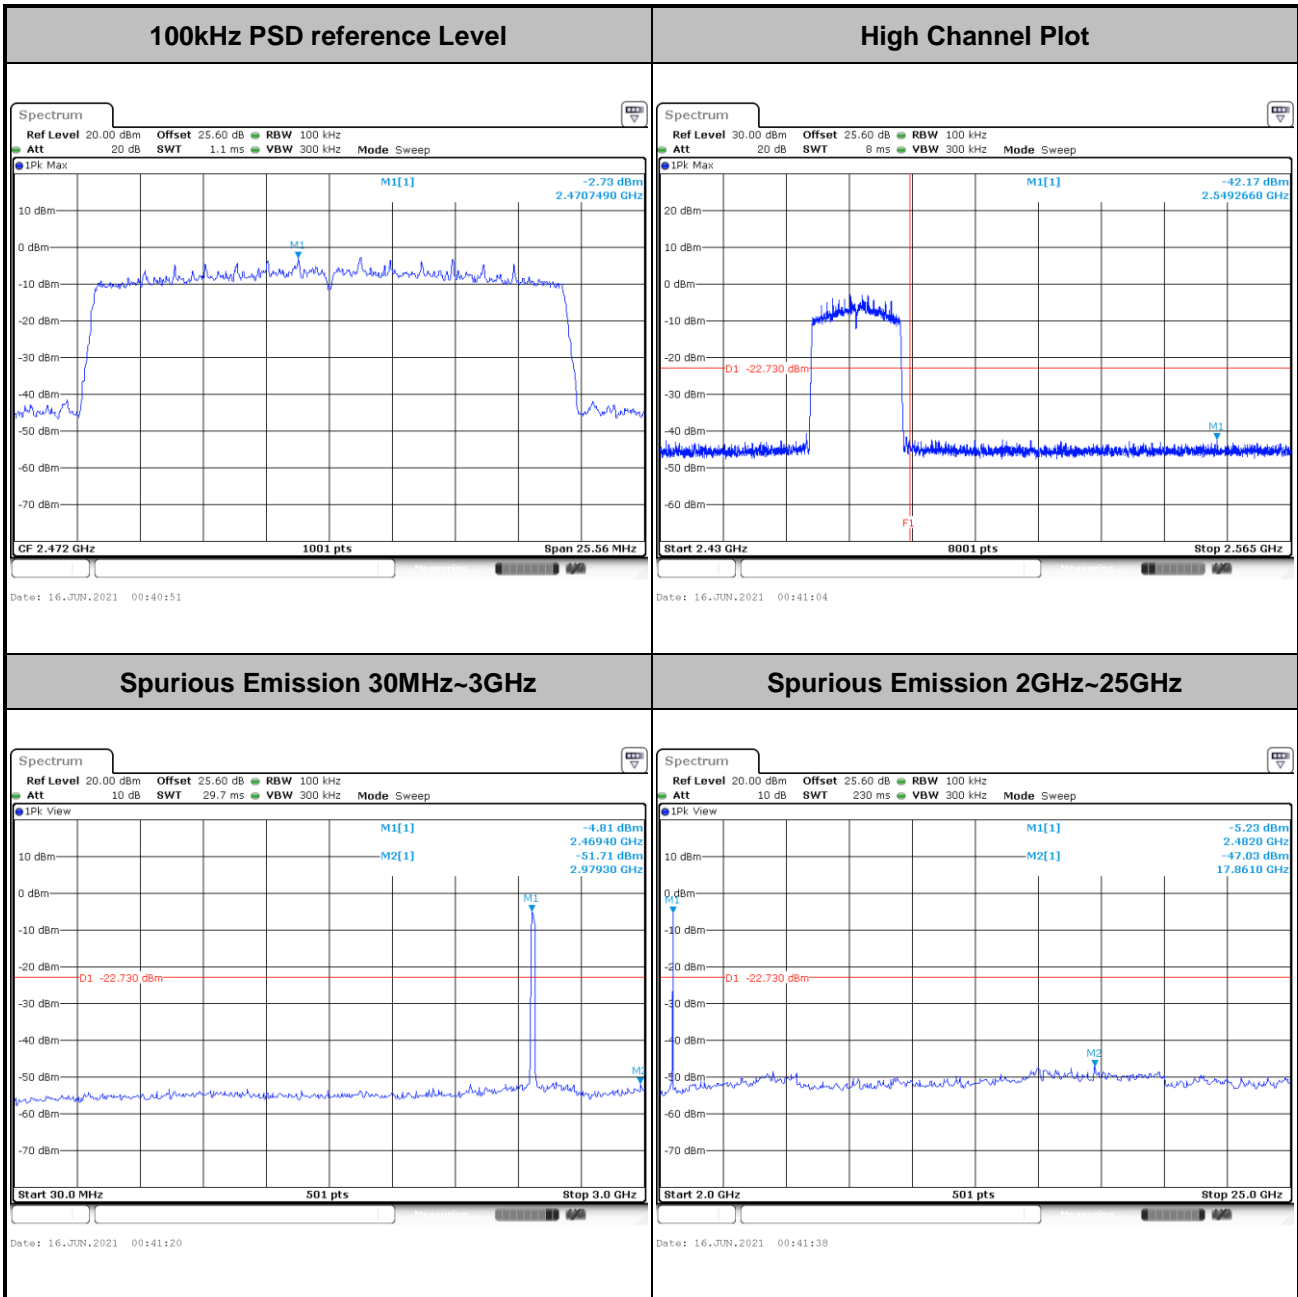 100kHz PSD reference Level
Spectrum
Ref Level 20.00 dBm Offset 25.60 dB RBW 100 kHz
Att 20 dB SWT 1.1 ms VBW 300 kHz Mode Sweep
1Pk Max
M1[1] -2.73 dBm
2.4707490 GHz
10 dBm
0 dBm
M1
-10 dBm
-20 dBm
-30 dBm
-40 dBm
-50 dBm
-60 dBm
-70 dBm
CF 2.472 GHz 1001 pts Span 25.56 MHz
Date: 16.JUN.2021 00:40:51
High Channel Plot
Spectrum
Ref Level 30.00 dBm Offset 25.60 dB RBW 100 kHz
Att 20 dB SWT 8 ms VBW 300 kHz Mode Sweep
1Pk Max
M1[1] -42.17 dBm
2.5492660 GHz
20 dBm
10 dBm
0 dBm
-10 dBm
-20 dBm
D1 -22.730 dBm
-30 dBm
-40 dBm
M1
-50 dBm
-60 dBm
F1
Start 2.43 GHz 8001 pts Stop 2.565 GHz
Date: 16.JUN.2021 00:41:04
Spurious Emission 30MHz~3GHz
Spectrum
Ref Level 20.00 dBm Offset 25.60 dB RBW 100 kHz
Att 10 dB SWT 29.7 ms VBW 300 kHz Mode Sweep
1Pk View
M1[1] -4.81 dBm
2.46940 GHz
M2[1] -51.71 dBm
2.97930 GHz
10 dBm
0 dBm
M1
-10 dBm
-20 dBm
D1 -22.730 dBm
-30 dBm
-40 dBm
-50 dBm
M2
-60 dBm
-70 dBm
Start 30.0 MHz 501 pts Stop 3.0 GHz
Date: 16.JUN.2021 00:41:20
Spurious Emission 2GHz~25GHz
Spectrum
Ref Level 20.00 dBm Offset 25.60 dB RBW 100 kHz
Att 10 dB SWT 230 ms VBW 300 kHz Mode Sweep
1Pk View
M1[1] -5.23 dBm
2.4820 GHz
M2[1] -47.03 dBm
17.8610 GHz
10 dBm
0 dBm
M1
-10 dBm
-20 dBm
D1 -22.730 dBm
-30 dBm
-40 dBm
M2
-50 dBm
-60 dBm
-70 dBm
Start 2.0 GHz 501 pts Stop 25.0 GHz
Date: 16.JUN.2021 00:41:38